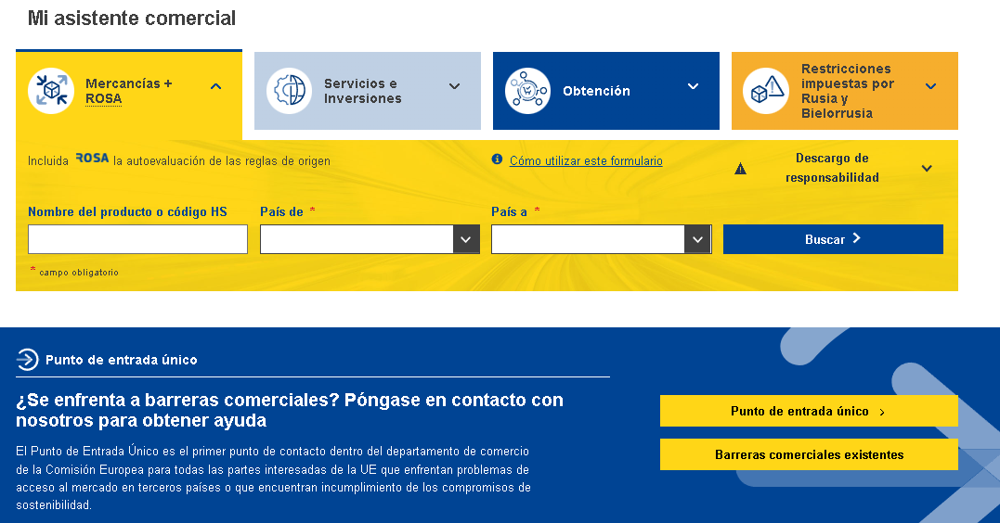 Mi asistente comercial
Mercancías +
ROSA
Servicios e
Inversiones
Obtención
Restricciones
impuestas por
Rusia y
Bielorrusia
Incluida ROSA la autoevaluación de las reglas de origen
Cómo utilizar este formulario
Descargo de
responsabilidad
Nombre del producto o código HS
País de *
País a *
Buscar
* campo obligatorio
Punto de entrada único
¿Se enfrenta a barreras comerciales? Póngase en contacto con
nosotros para obtener ayuda
El Punto de Entrada Único es el primer punto de contacto dentro del departamento de comercio
de la Comisión Europea para todas las partes interesadas de la UE que enfrentan problemas de
acceso al mercado en terceros países o que encuentran incumplimiento de los compromisos de
sostenibilidad.
Punto de entrada único
Barreras comerciales existentes